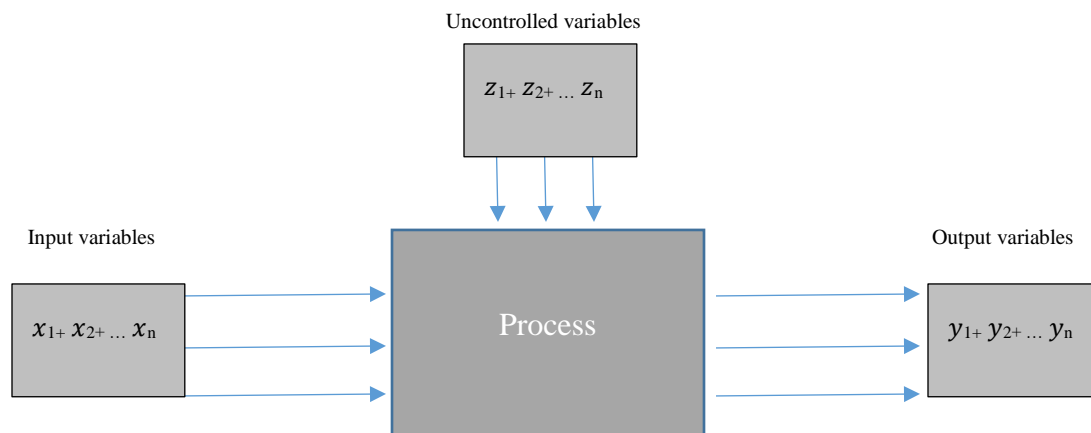 Uncontrolled variables
z1+ z2+ ... zn
Input variables
Output variables
x1+ x2+ ... xn
Process
y1+ y2+ ... yn